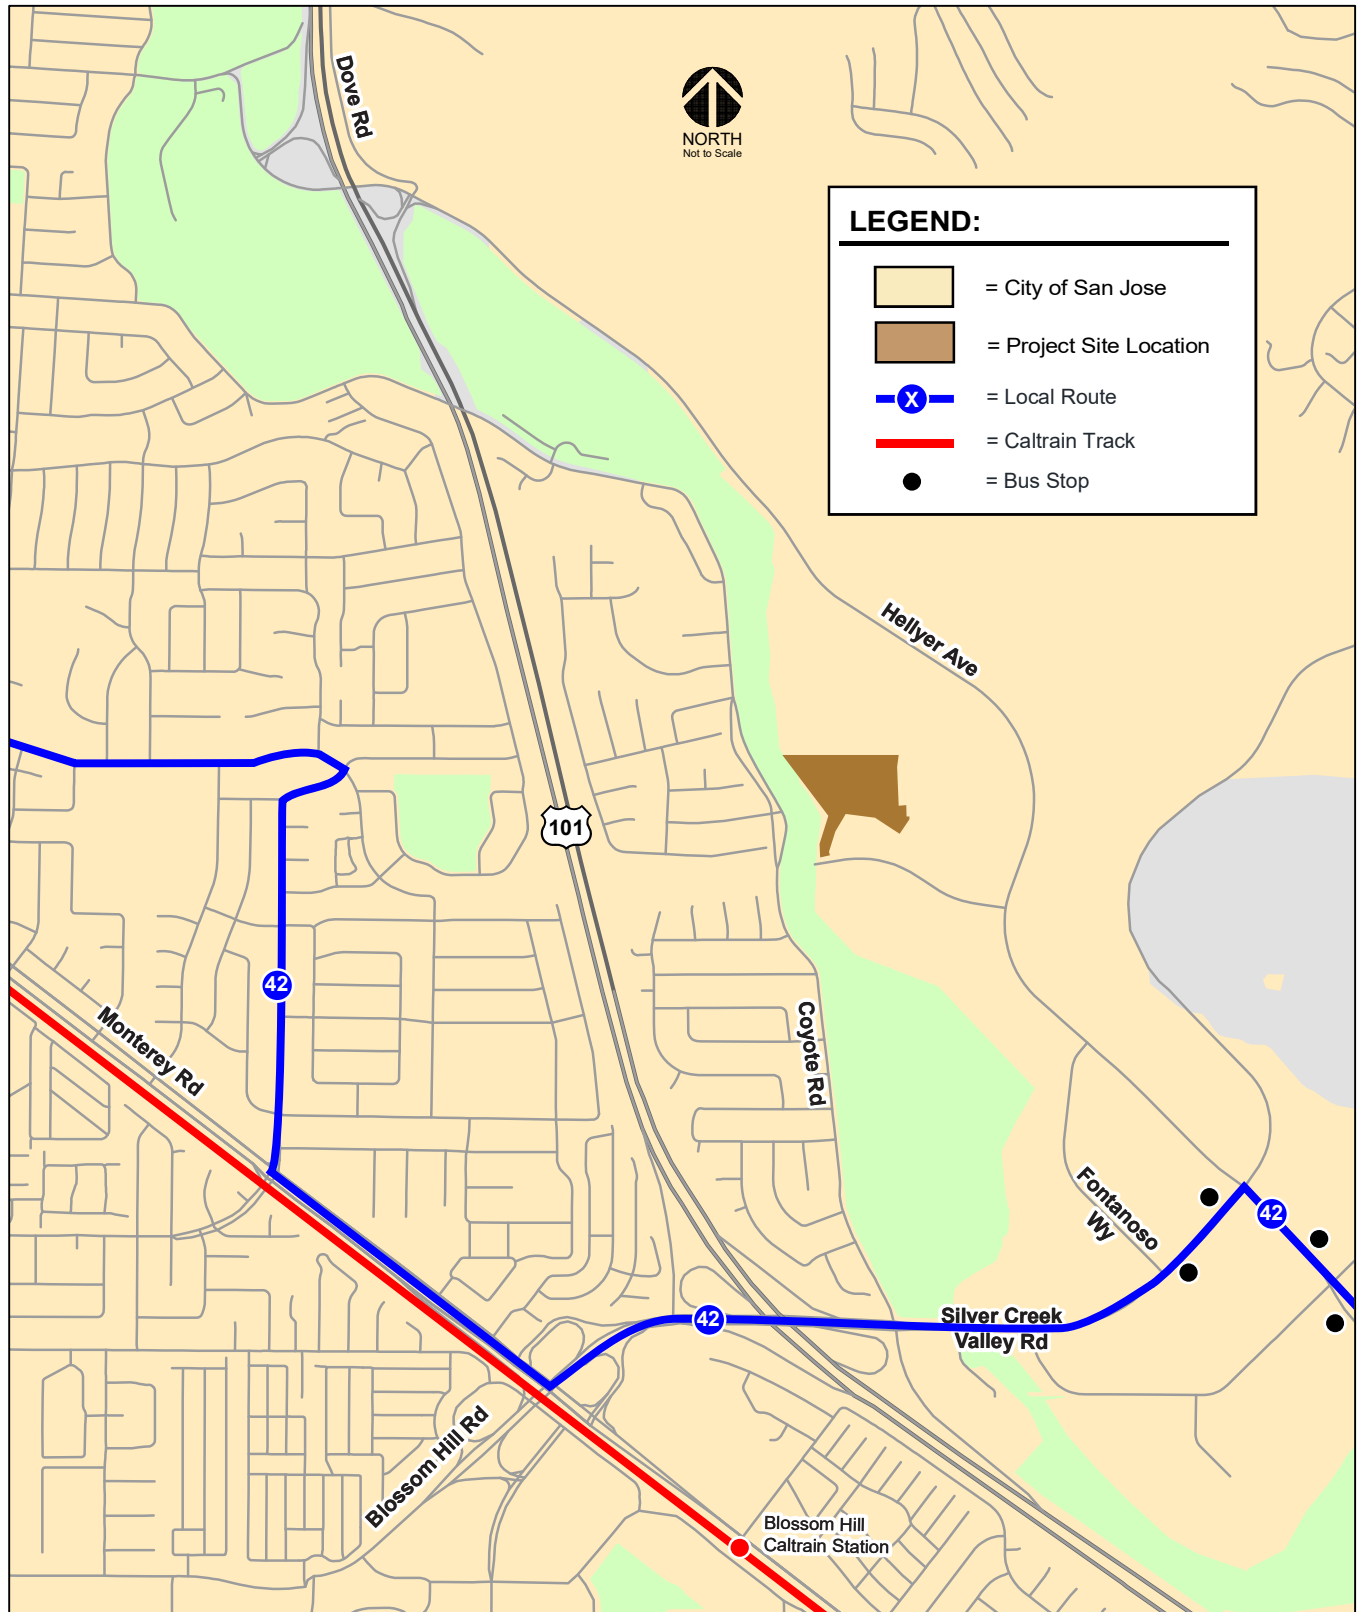 Dove Rd
NORTH
Not to Scale
LEGEND:
= City of San Jose
= Project Site Location
X
= Local Route
= Caltrain Track
= Bus Stop
Hellyer Ave
101
42
Monterey Rd
Coyote Rd
Fontanoso
Wy
42
42
Silver Creek
Valley Rd
Blossom Hill Rd
Blossom Hill
Caltrain Station